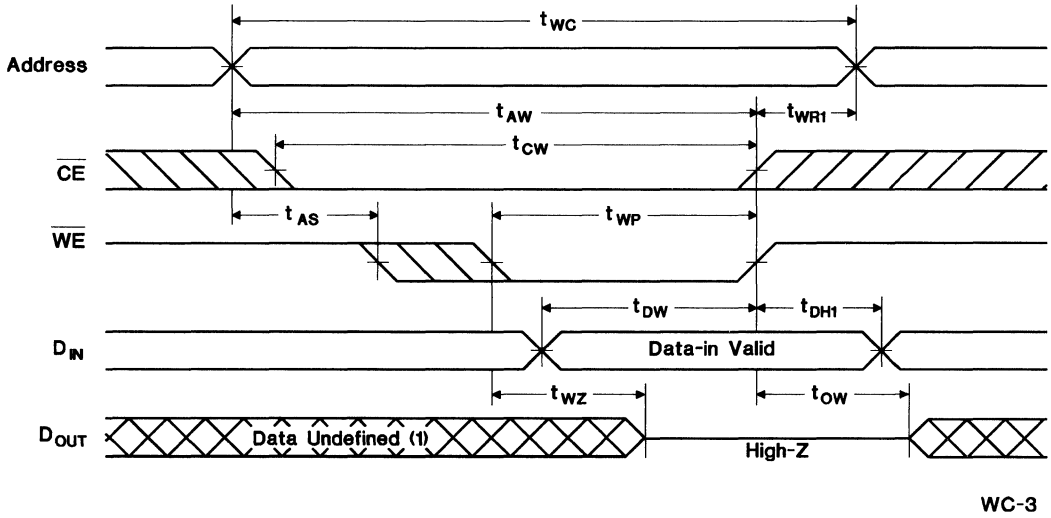 tWC
Address
tAW
tWR1
tCW
CE
tAS
tWP
WE
tDW
tDH1
DIN
Data-in Valid
tWZ
tOW
DOUT
Data Undefined (1)
High-Z
WC-3